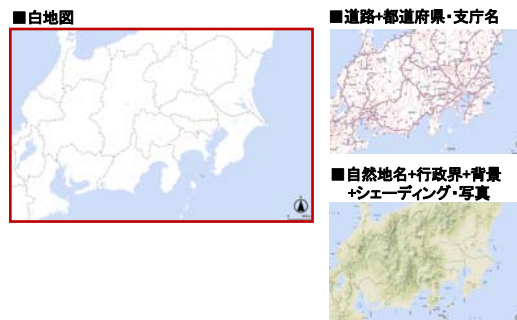 ■白地図
■道路+都道府県・支庁名
■自然地名+行政界+背景
+シェーディング・写真